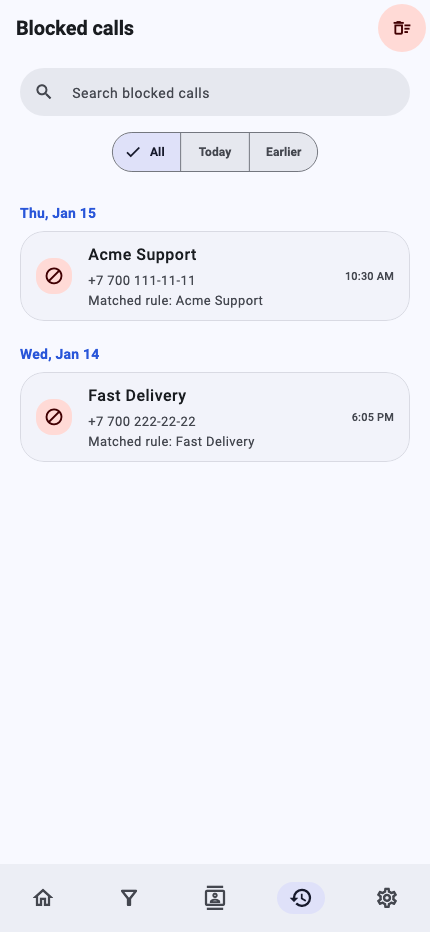 Blocked calls
Search blocked calls
All
Today
Earlier
Thu, Jan 15
Acme Support
+7 700 111-11-11
10:30 AM
Matched rule: Acme Support
Wed, Jan 14
Fast Delivery
+7 700 222-22-22
6:05 PM
Matched rule: Fast Delivery